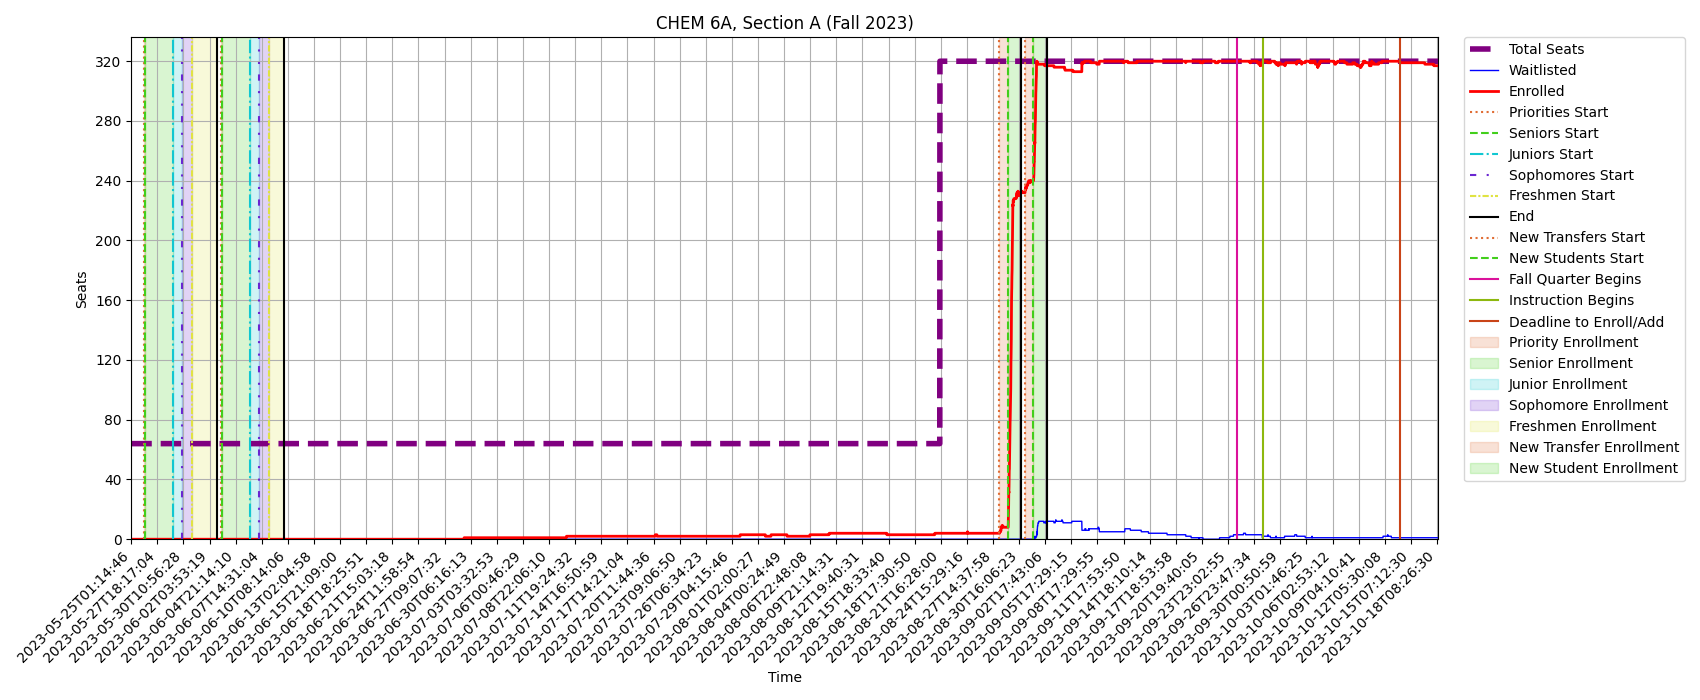 CHEM 6A, Section A (Fall 2023)
Seats
320
280
240
200
160
120
80
40
0
2023-05-25T01:14:46
2023-05-27T18:17:04
2023-05-30T10:56:28
2023-06-02T03:53:19
2023-06-04T21:14:10
2023-06-07T14:31:04
2023-06-10T08:14:06
2023-06-13T02:04:58
2023-06-15T21:09:00
2023-06-18T18:25:51
2023-06-21T15:03:18
2023-06-24T11:58:54
2023-06-27T09:07:32
2023-06-30T06:16:13
2023-07-03T03:32:53
2023-07-06T00:46:29
2023-07-08T22:06:10
2023-07-11T19:24:32
2023-07-14T16:50:59
2023-07-17T14:21:04
2023-07-20T11:44:36
2023-07-23T09:06:50
2023-07-26T06:34:23
2023-07-29T04:15:46
2023-08-01T02:00:27
2023-08-04T00:24:49
2023-08-06T22:48:08
2023-08-09T21:14:31
2023-08-12T19:40:31
2023-08-15T18:33:40
2023-08-18T17:30:50
2023-08-21T16:28:00
2023-08-24T15:29:16
2023-08-27T14:37:58
2023-08-30T16:06:23
2023-09-02T17:43:06
2023-09-05T17:29:15
2023-09-08T17:29:55
2023-09-11T17:53:50
2023-09-14T18:10:14
2023-09-17T18:53:58
2023-09-20T19:40:05
2023-09-23T23:02:55
2023-09-26T23:47:34
2023-09-30T00:50:59
2023-10-03T01:46:25
2023-10-06T02:53:12
2023-10-09T04:10:41
2023-10-12T05:30:08
2023-10-15T07:12:30
2023-10-18T08:26:30
Time
Total Seats
Waitlisted
Enrolled
Priorities Start
Seniors Start
Juniors Start
Sophomores Start
Freshmen Start
End
New Transfers Start
New Students Start
Fall Quarter Begins
Instruction Begins
Deadline to Enroll/Add
Priority Enrollment
Senior Enrollment
Junior Enrollment
Sophomore Enrollment
Freshmen Enrollment
New Transfer Enrollment
New Student Enrollment